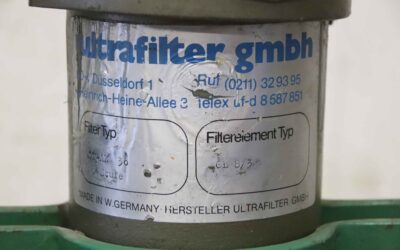 ultrafilter gmbh
Düsseldorf 1 Ruf (0211) 32 93 95
Heinrich-Heine-Allee 3 Telex uf-d 8 587 851
Filter Typ
Filterelement Typ
MADE IN W. GERMANY · HERSTELLER ULTRAFILTER · GMBH